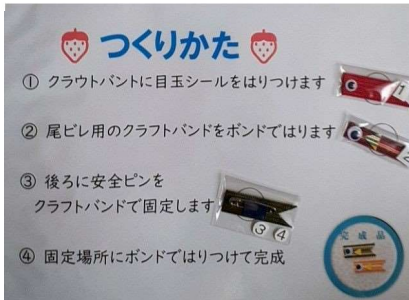 つくりかた
① クラウトバントに目玉シールをはりつけます
② 尾ビレ用のクラフトバンドをボンドではります
③ 後ろに安全ピンを
クラフトバンドで固定します
④ 固定場所にボンドではりつけて完成
1
2
③ ④
完成品